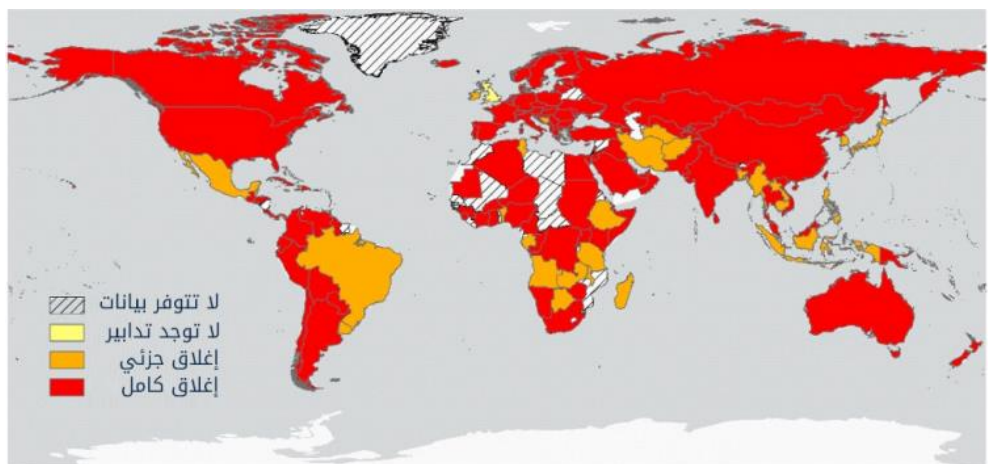 لا تتوفر بيانات
لا توجد تدابير
إغلاق جزئي
إغلاق كامل